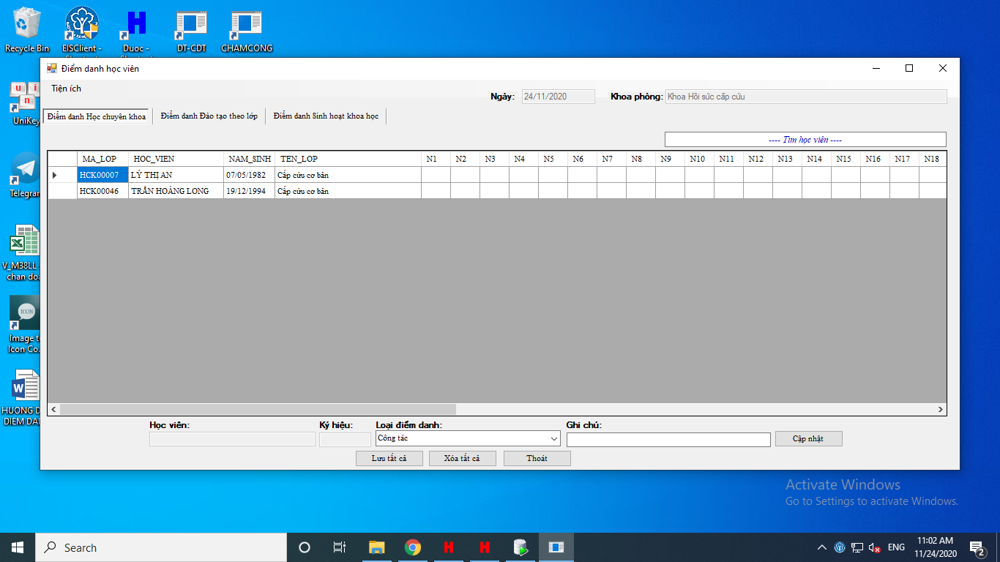 Recycle Bin
EISClient -
Duoc -
DT-CDT
CHAMCONG
UniKey
Telegram
V_M38LL
chan doa
ICON
Image t
Icon Co
HUONG D
DIEM DAN
Điểm danh học viên
Tiện ích
Ngày: 24/11/2020 Khoa phòng: Khoa Hồi sức cấp cứu
Điểm danh Học chuyên khoa Điểm danh Đào tạo theo lớp Điểm danh Sinh hoạt khoa học
---- Tìm học viên ----
MA_LOP HOC_VIEN NAM_SINH TEN_LOP N1 N2 N3 N4 N5 N6 N7 N8 N9 N10 N11 N12 N13 N14 N15 N16 N17 N18
HCK00007 LÝ THỊ AN 07/05/1982 Cấp cứu cơ bản
HCK00046 TRẦN HOÀNG LONG 19/12/1994 Cấp cứu cơ bản
Học viên: Ký hiệu: Loại điểm danh: Ghi chú:
Công tác Cập nhật
Lưu tất cả Xóa tất cả Thoát
Activate Windows
Go to Settings to activate Windows.
Search
ENG
11:02 AM
11/24/2020
2